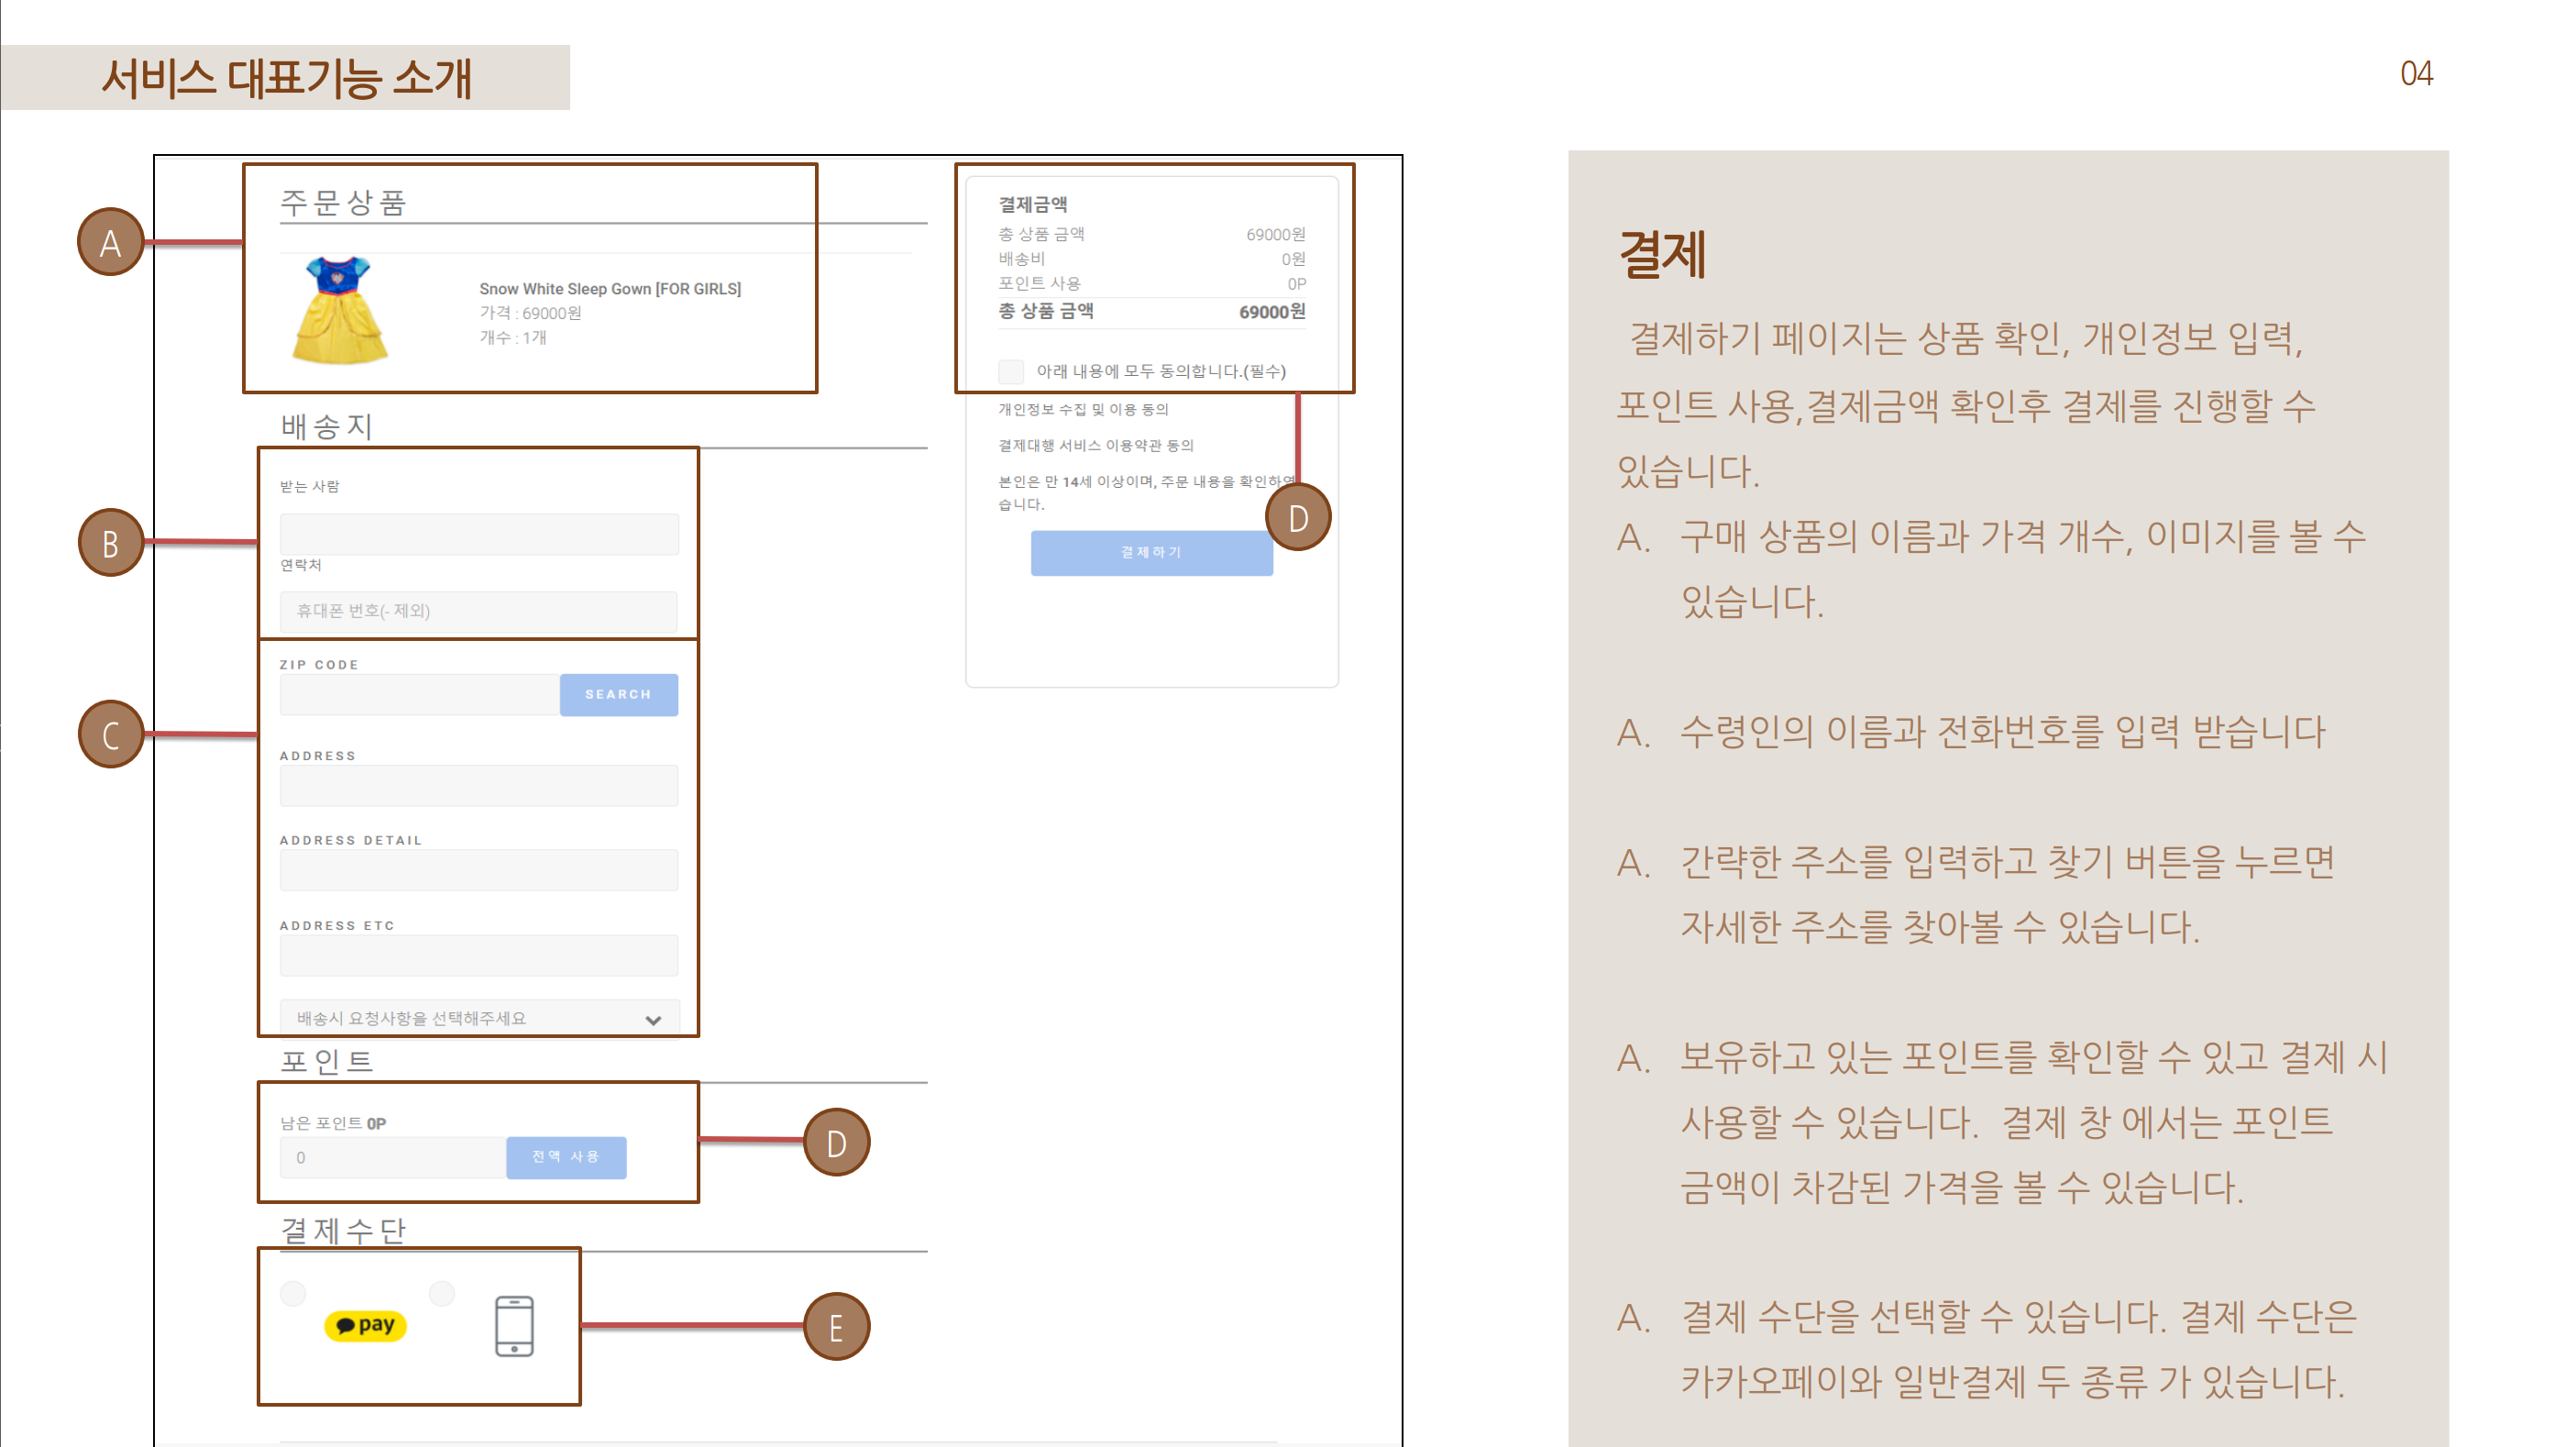 서비스 대표기능 소개
04
A
주문상품
Snow White Sleep Gown [FOR GIRLS]
가격 : 69000원
개수 : 1개
배송지
B
받는 사람
연락처
휴대폰 번호(- 제외)
C
ZIP CODE
SEARCH
ADDRESS
ADDRESS DETAIL
ADDRESS ETC
배송시 요청사항을 선택해주세요
포인트
남은 포인트 0P
0
전액 사용
D
결제수단
pay
E
결제금액
총 상품 금액 69000원
배송비 0원
포인트 사용 0P
총 상품 금액 69000원
아래 내용에 모두 동의합니다.(필수)
개인정보 수집 및 이용 동의
결제대행 서비스 이용약관 동의
본인은 만 14세 이상이며, 주문 내용을 확인하였
습니다.
D
결제하기
결제
결제하기 페이지는 상품 확인, 개인정보 입력,
포인트 사용,결제금액 확인후 결제를 진행할 수
있습니다.
A. 구매 상품의 이름과 가격 개수, 이미지를 볼 수
있습니다.
A. 수령인의 이름과 전화번호를 입력 받습니다
A. 간략한 주소를 입력하고 찾기 버튼을 누르면
자세한 주소를 찾아볼 수 있습니다.
A. 보유하고 있는 포인트를 확인할 수 있고 결제 시
사용할 수 있습니다. 결제 창 에서는 포인트
금액이 차감된 가격을 볼 수 있습니다.
A. 결제 수단을 선택할 수 있습니다. 결제 수단은
카카오페이와 일반결제 두 종류 가 있습니다.